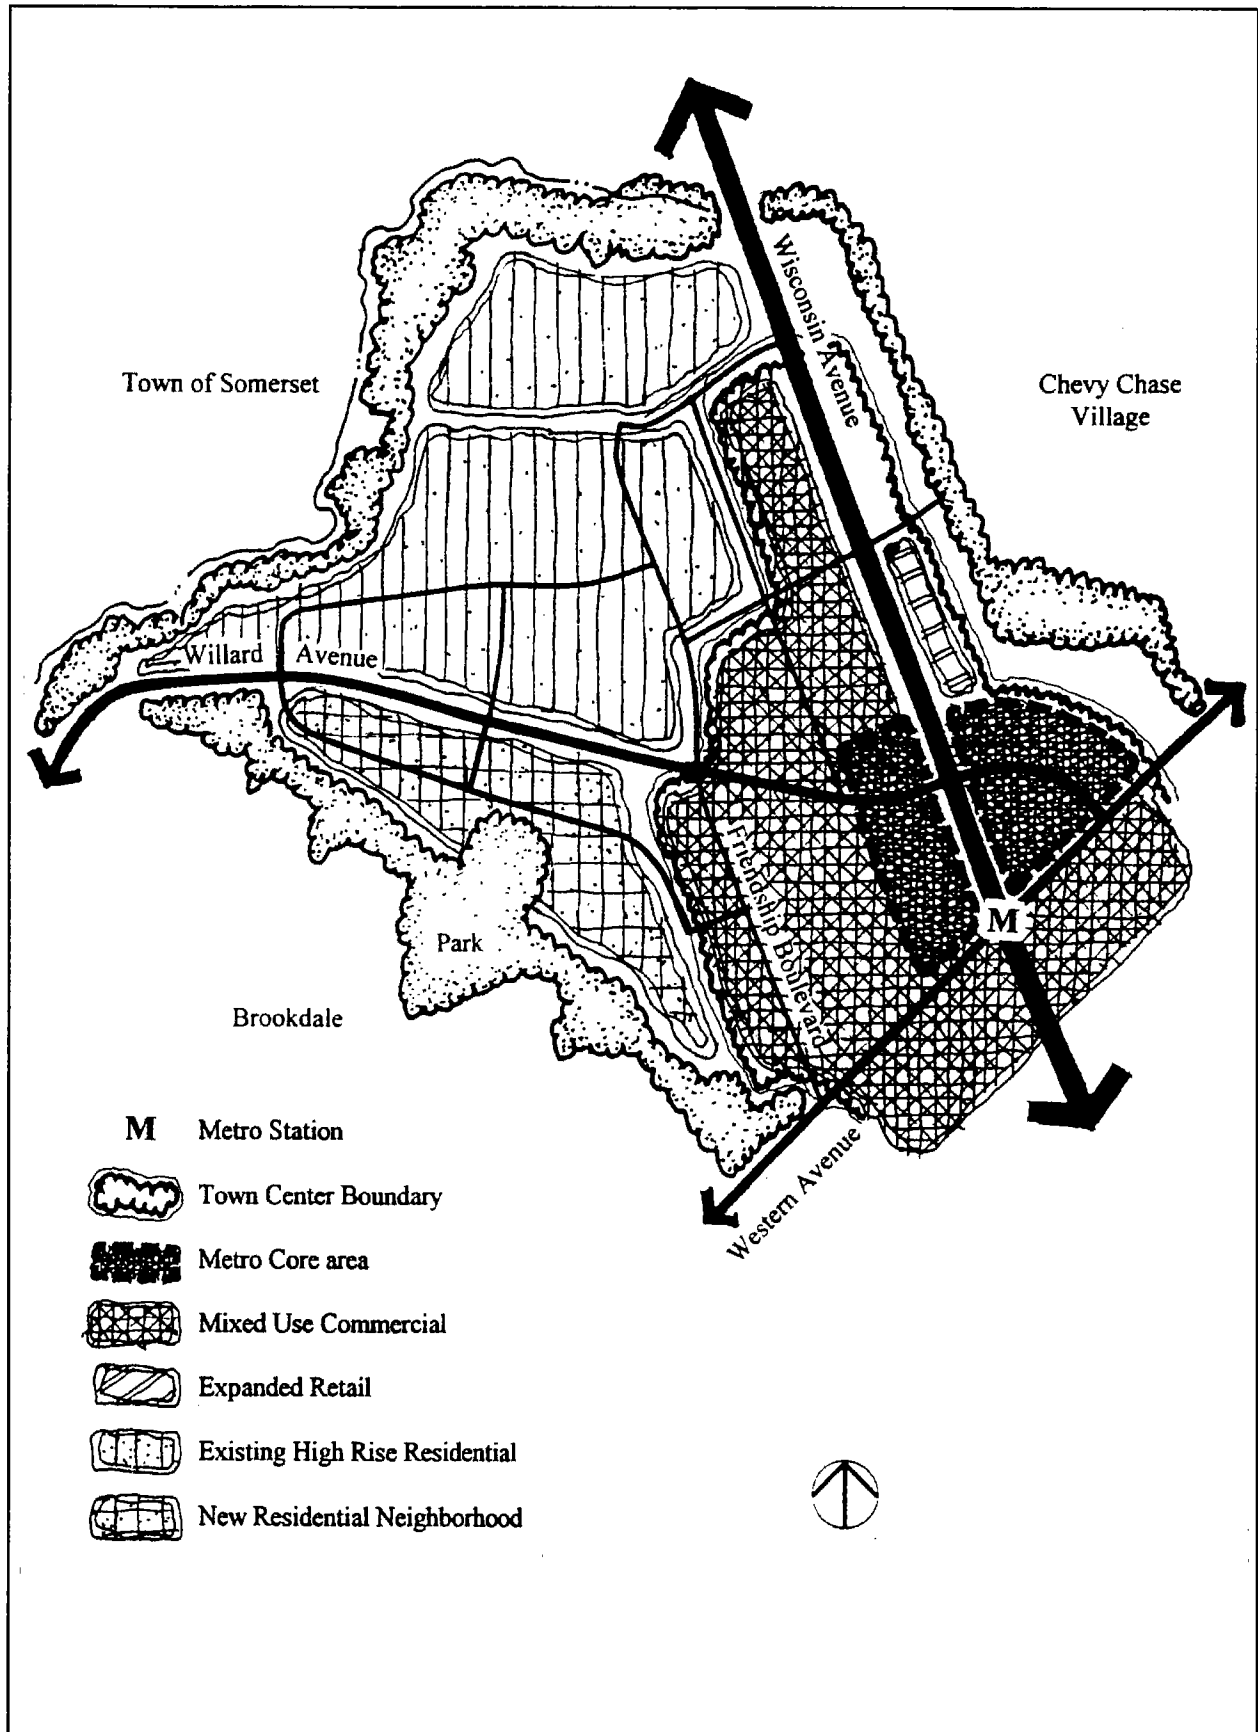 Wisconsin Avenue
Town of Somerset
Chevy Chase
Village
Willard Avenue
Friendship Boulevard
M
Park
Brookdale
Western Avenue
M Metro Station
Town Center Boundary
Metro Core area
Mixed Use Commercial
Expanded Retail
Existing High Rise Residential
New Residential Neighborhood